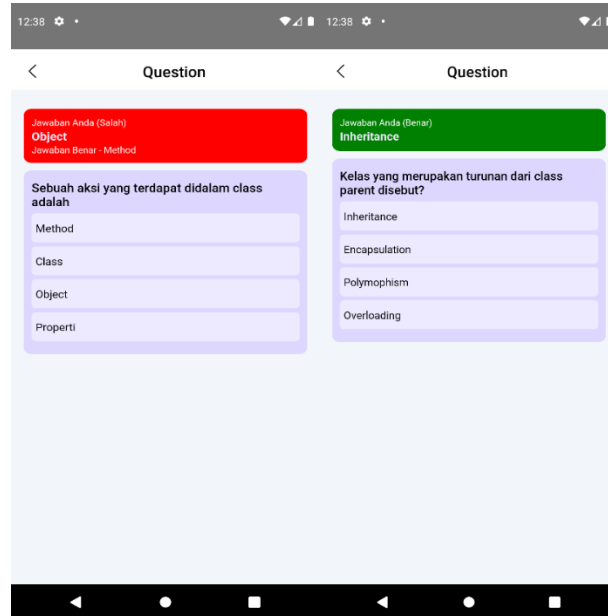 12:38
Question
Jawaban Anda (Salah)
Object
Jawaban Benar - Method
Sebuah aksi yang terdapat didalam class
adalah
Method
Class
Object
Properti
12:38
Question
Jawaban Anda (Benar)
Inheritance
Kelas yang merupakan turunan dari class
parent disebut?
Inheritance
Encapsulation
Polymophism
Overloading